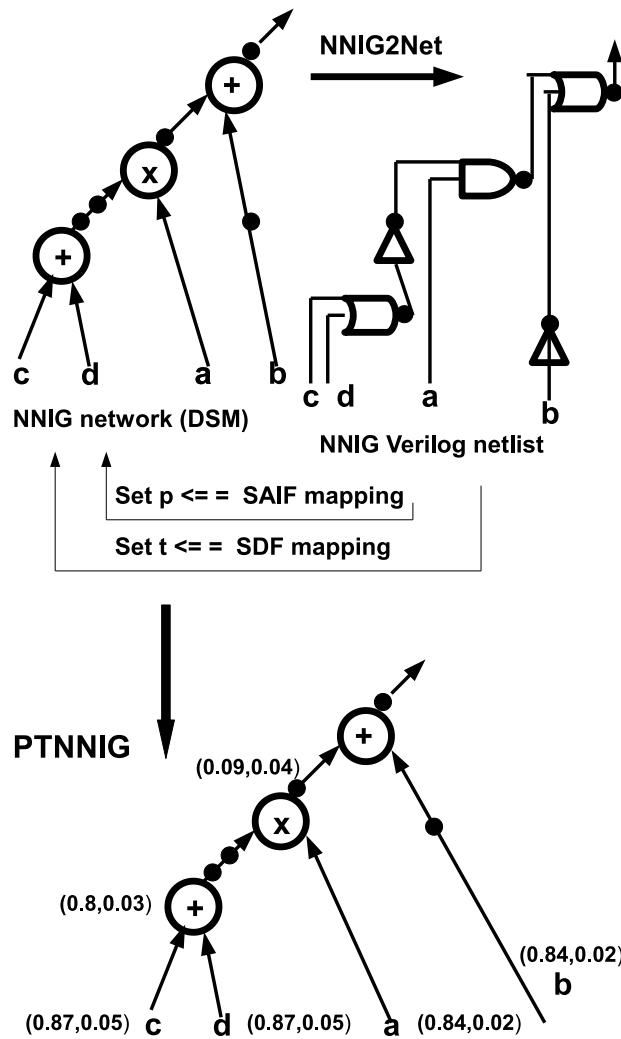 NNIG2Net
+
x
+
c d a b
c d a b
NNIG network (DSM)
NNIG Verilog netlist
Set p <= = SAIF mapping
Set t <= = SDF mapping
PTNNIG
+
(0.09,0.04)
x
(0.8,0.03)
+
(0.84,0.02)
b
(0.87,0.05) c d (0.87,0.05) a (0.84,0.02)